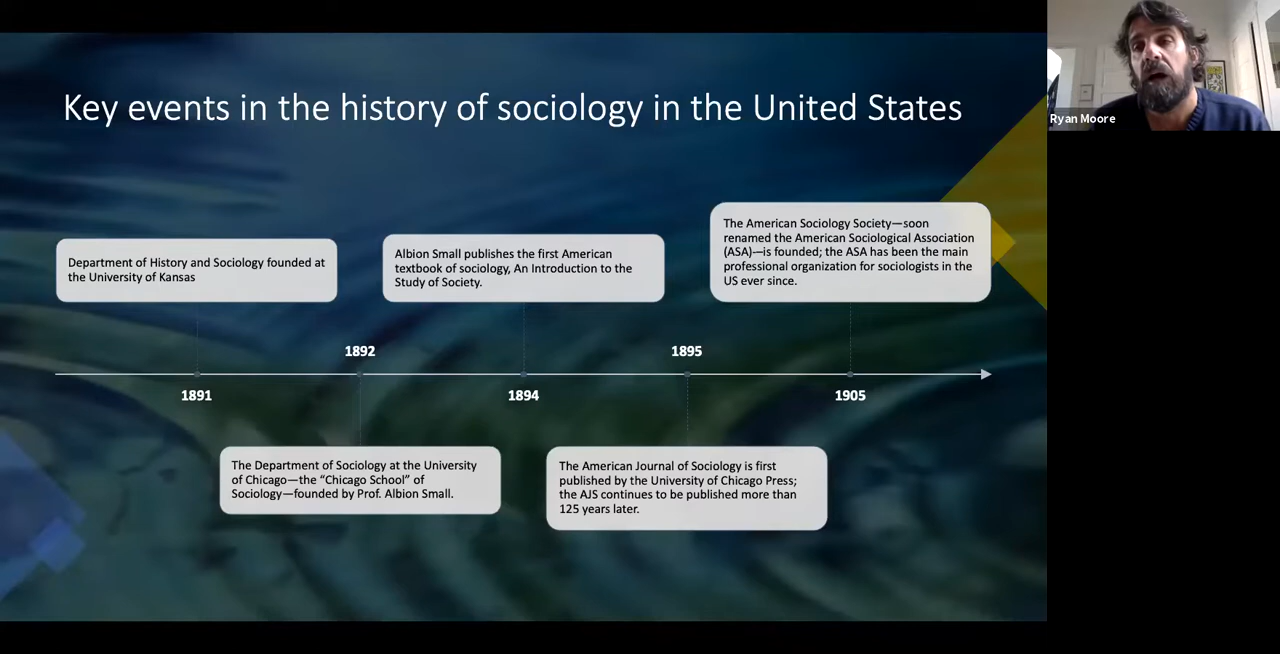 Key events in the history of sociology in the United States
Ryan Moore
Department of History and Sociology founded at
the University of Kansas
Albion Small publishes the first American
textbook of sociology, An Introduction to the
Study of Society.
The American Sociology Society—soon
renamed the American Sociological Association
(ASA)—is founded; the ASA has been the main
professional organization for sociologists in the
US ever since.
1892
1895
1891
1894
1905
The Department of Sociology at the University
of Chicago—the “Chicago School” of
Sociology—founded by Prof. Albion Small.
The American Journal of Sociology is first
published by the University of Chicago Press;
the AJS continues to be published more than
125 years later.